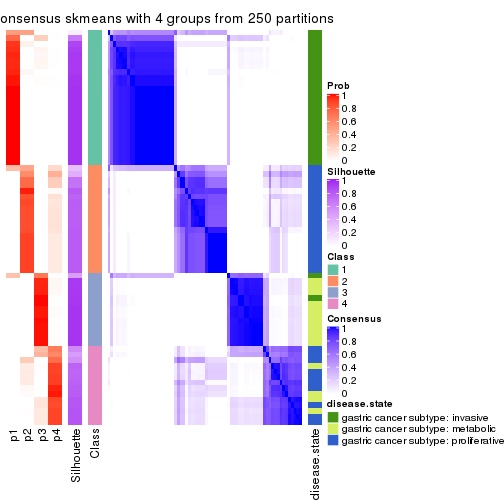 onsensus skmeans with 4 groups from 250 partitions
Prob
1
0.8
0.6
0.4
0.2
0
Silhouette
1
0.8
0.6
0.4
0.2
0
Class
1
2
3
4
Consensus
1
0.8
0.6
0.4
0.2
0
disease.state
gastric cancer subtype: invasive
gastric cancer subtype: metabolic
gastric cancer subtype: proliferative
p1
p2
p3
p4
Silhouette
Class
disease.state